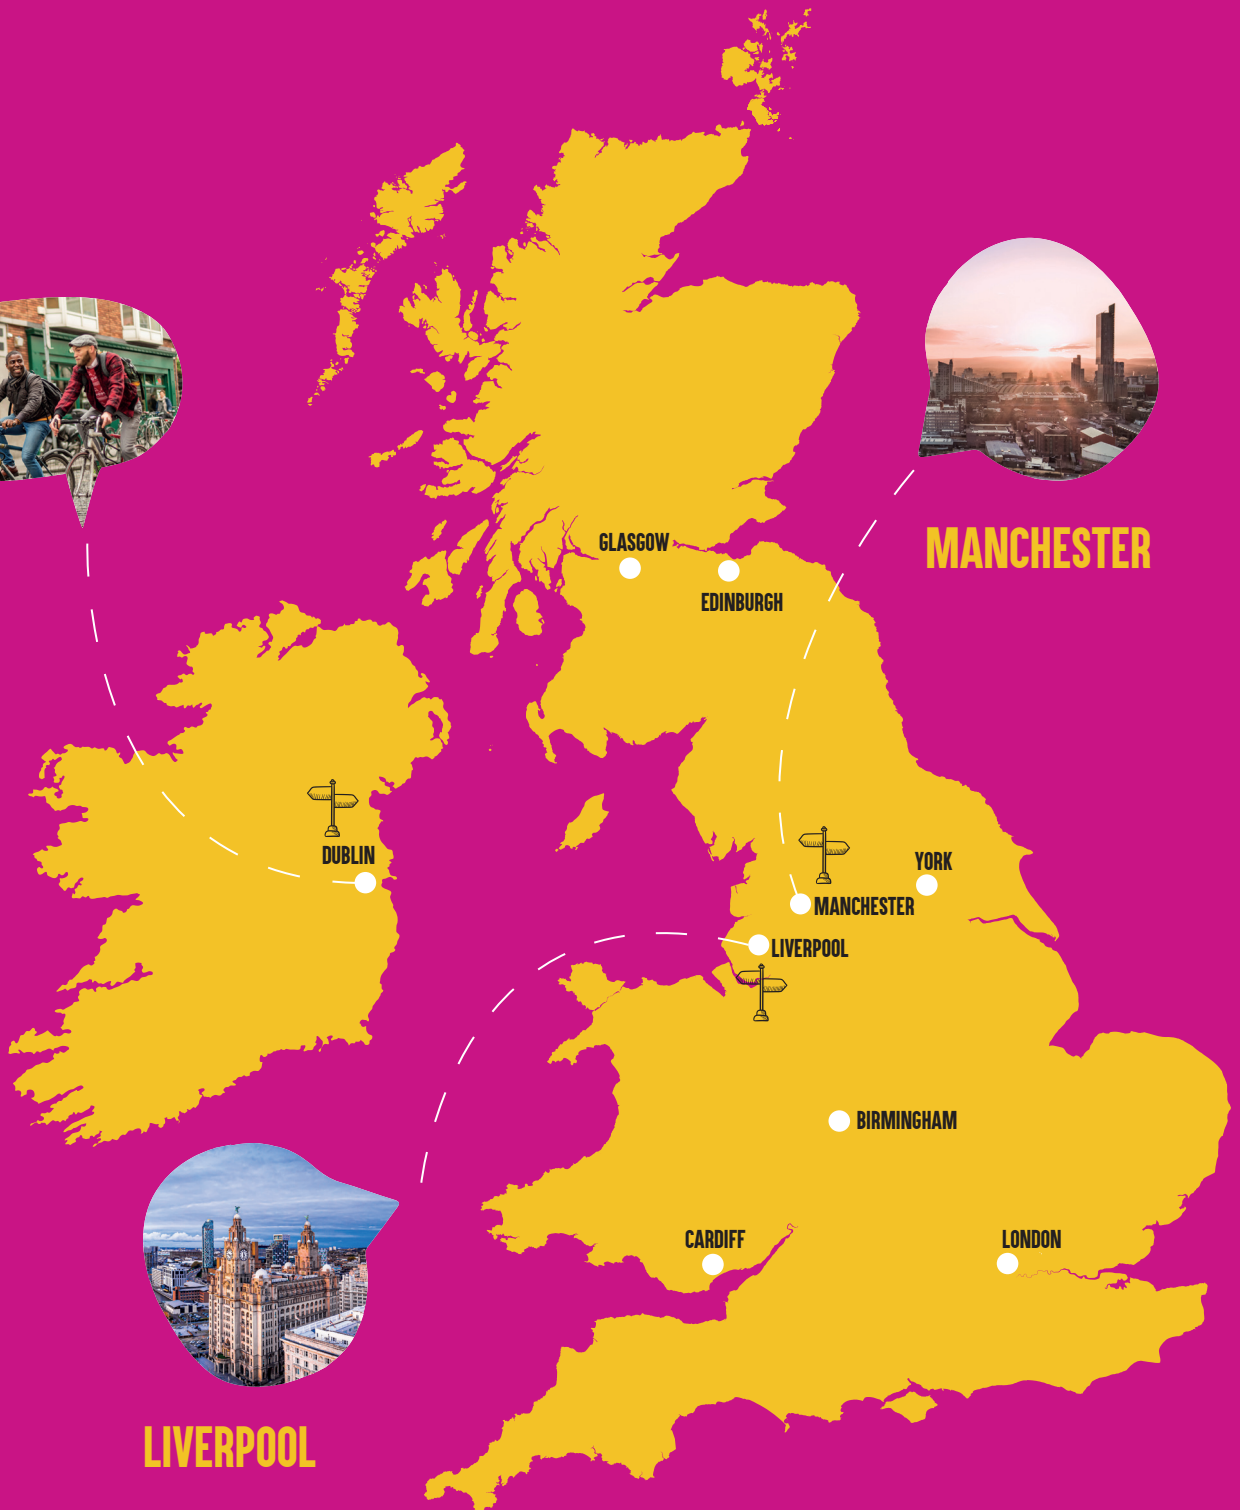 GLASGOW
EDINBURGH
MANCHESTER
DUBLIN
YORK
MANCHESTER
LIVERPOOL
BIRMINGHAM
CARDIFF
LONDON
LIVERPOOL